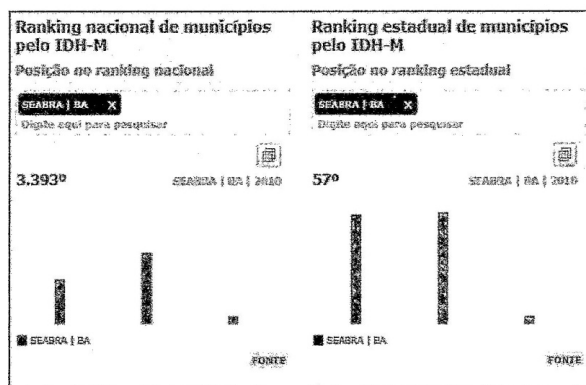 Ranking nacional de municípios
pelo IDH-M
Posição no ranking nacional
SEABRA | BA X
Digite aqui para pesquisar
3.393º SEABRA | BA | 2010
SEABRA | BA
FONTE
Ranking estadual de municípios
pelo IDH-M
Posição no ranking estadual
SEABRA | BA X
Digite aqui para pesquisar
57º SEABRA | BA | 2010
SEABRA | BA
FONTE